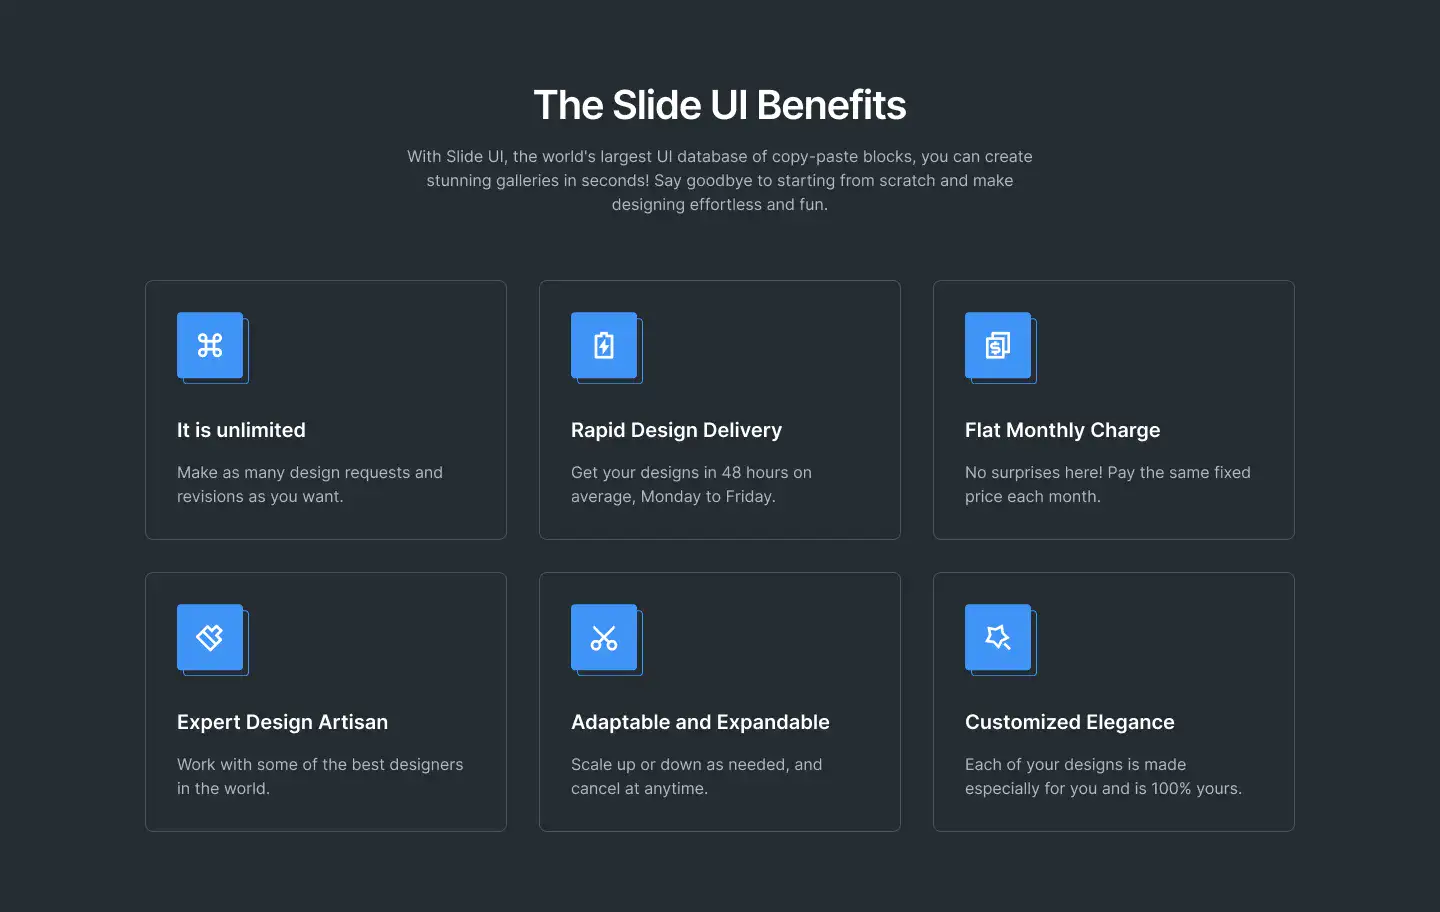 The Slide UI Benefits
With Slide UI, the world's largest UI database of copy-paste blocks, you can create
stunning galleries in seconds! Say goodbye to starting from scratch and make
designing effortless and fun.
It is unlimited
Make as many design requests and
revisions as you want.
Rapid Design Delivery
Get your designs in 48 hours on
average, Monday to Friday.
Flat Monthly Charge
No surprises here! Pay the same fixed
price each month.
Expert Design Artisan
Work with some of the best designers
in the world.
Adaptable and Expandable
Scale up or down as needed, and
cancel at anytime.
Customized Elegance
Each of your designs is made
especially for you and is 100% yours.